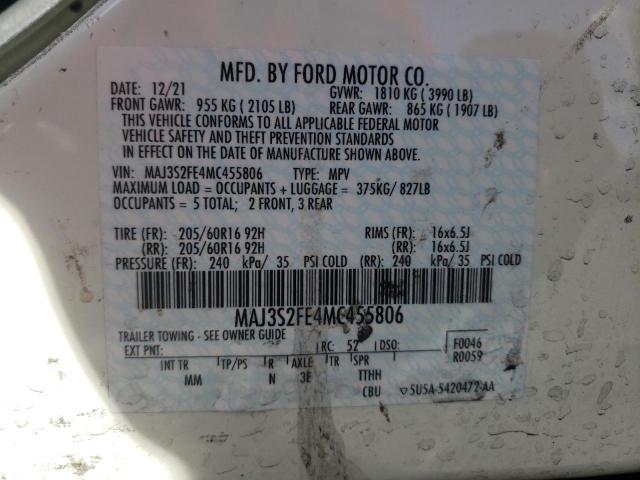 MFD. BY FORD MOTOR CO.
DATE: 12/21 GVWR: 1810 KG ( 3990 LB)
FRONT GAWR: 955 KG ( 2105 LB) REAR GAWR: 865 KG ( 1907 LB)
THIS VEHICLE CONFORMS TO ALL APPLICABLE FEDERAL MOTOR
VEHICLE SAFETY AND THEFT PREVENTION STANDARDS
IN EFFECT ON THE DATE OF MANUFACTURE SHOWN ABOVE.
VIN: MAJ3S2FE4MC455806 TYPE: MPV
MAXIMUM LOAD = OCCUPANTS + LUGGAGE = 375KG/ 827LB
OCCUPANTS = 5 TOTAL; 2 FRONT, 3 REAR
TIRE (FR): 205/60R16 92H RIMS (FR): 16x6.5J
(RR): 205/60R16 92H (RR): 16x6.5J
PRESSURE (FR): 240 kPa/ 35 PSI COLD (RR): 240 kPa/ 35 PSI COLD
MAJ3S2FE4MC455806
TRAILER TOWING - SEE OWNER GUIDE
EXT PNT: RC: 52 DSO: F0046
R0059
INT TR TP/PS R AXLE TR SPR
MM N 3E TTHH
CBU SU5A-5420472-AA